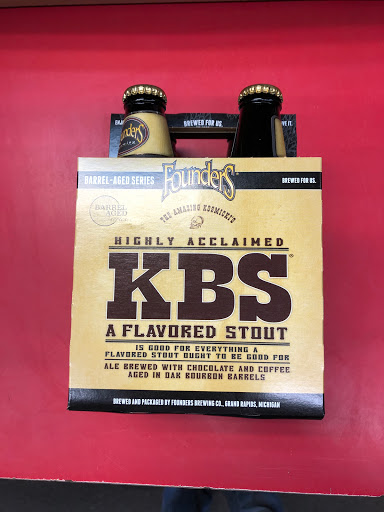 Founders
BREWED FOR US.
BARREL-AGED SERIES
Founders
BREWED FOR US.
BARREL
AGED
THE AMAZING KOSMICKI'S
HIGHLY ACCLAIMED
KBS®
A FLAVORED STOUT
IS GOOD FOR EVERYTHING A
FLAVORED STOUT OUGHT TO BE GOOD FOR
ALE BREWED WITH CHOCOLATE AND COFFEE
AGED IN OAK BOURBON BARRELS
BREWED AND PACKAGED BY FOUNDERS BREWING CO., GRAND RAPIDS, MICHIGAN